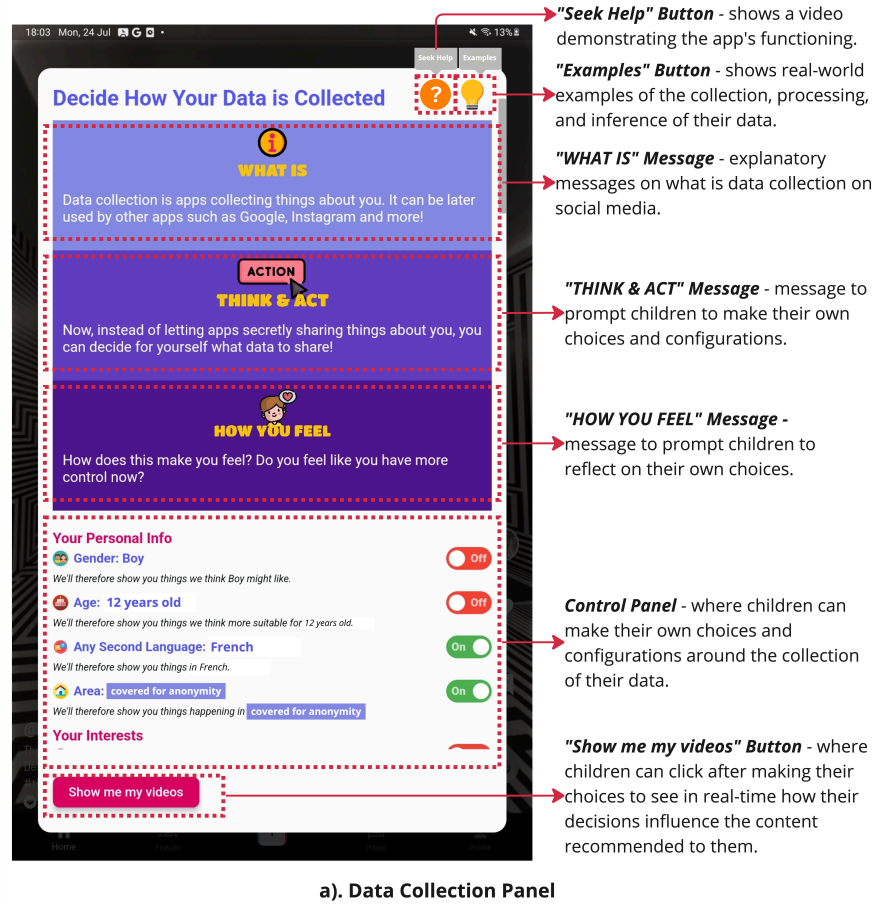 18:03 Mon, 24 Jul
13%
Seek Help
Examples
Decide How Your Data is Collected
WHAT IS
Data collection is apps collecting things about you. It can be later
used by other apps such as Google, Instagram and more!
ACTION
THINK & ACT
Now, instead of letting apps secretly sharing things about you, you
can decide for yourself what data to share!
HOW YOU FEEL
How does this make you feel? Do you feel like you have more
control now?
Your Personal Info
Gender: Boy
Off
We'll therefore show you things we think Boy might like.
Age: 12 years old
Off
We'll therefore show you things we think more suitable for 12 years old.
Any Second Language: French
On
We'll therefore show you things in French.
Area: covered for anonymity
On
We'll therefore show you things happening in covered for anonymity
Your Interests
Show me my videos
Home
Friends
Inbox
Profile
"Seek Help" Button - shows a video
demonstrating the app's functioning.
"Examples" Button - shows real-world
examples of the collection, processing,
and inference of their data.
"WHAT IS" Message - explanatory
messages on what is data collection on
social media.
"THINK & ACT" Message - message to
prompt children to make their own
choices and configurations.
"HOW YOU FEEL" Message -
message to prompt children to
reflect on their own choices.
Control Panel - where children can
make their own choices and
configurations around the collection
of their data.
"Show me my videos" Button - where
children can click after making their
choices to see in real-time how their
decisions influence the content
recommended to them.
a). Data Collection Panel